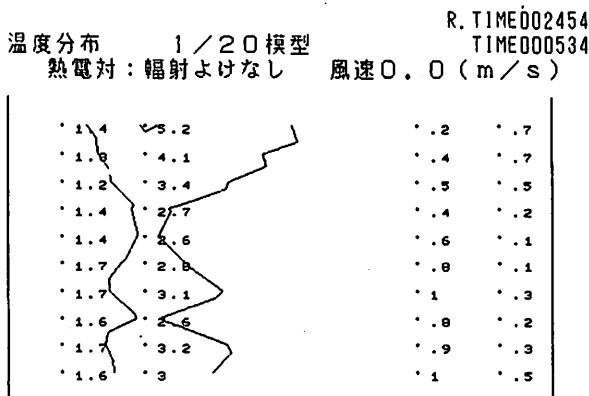 R.TIME002454
温度分布 1/20模型 TIME000534
熱電対:輻射よけなし 風速0.0(m/s)
1.4 5.2 .2 .7
1.8 4.1 .4 .7
1.2 3.4 .5 .5
1.4 2.7 .4 .2
1.4 2.6 .6 .1
1.7 2.8 .8 .1
1.7 3.1 1 .3
1.6 2.6 .8 .2
1.7 3.2 .9 .3
1.6 3 1 .5